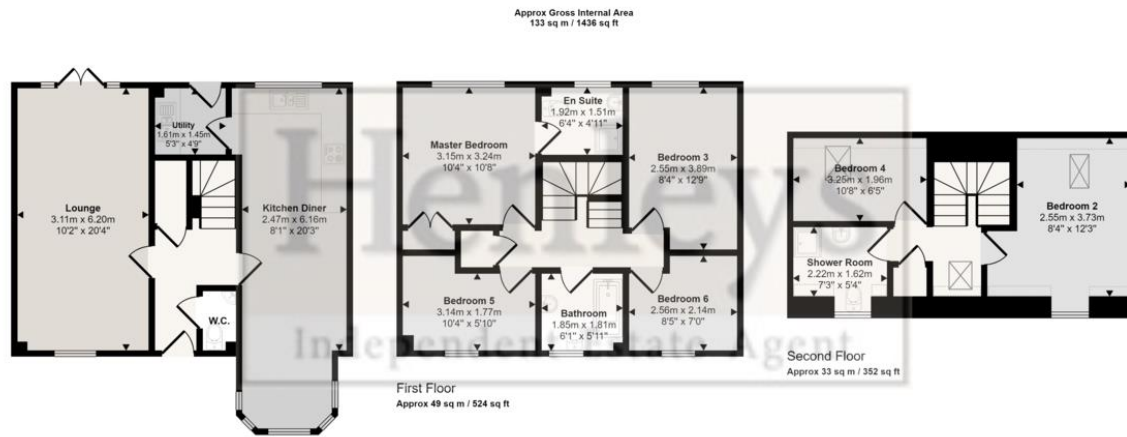 Approx Gross Internal Area
133 sq m / 1436 sq ft
Lounge
3.11m x 6.20m
10'2" x 20'4"
Utility
1.61m x 1.45m
5'3" x 4'9"
Kitchen Diner
2.47m x 6.16m
8'1" x 20'3"
W.C.
Master Bedroom
3.15m x 3.24m
10'4" x 10'8"
En Suite
1.92m x 1.51m
6'4" x 4'11"
Bedroom 3
2.55m x 3.89m
8'4" x 12'9"
Bedroom 5
3.14m x 1.77m
10'4" x 5'10"
Bathroom
1.85m x 1.81m
6'1" x 5'11"
Bedroom 6
2.56m x 2.14m
8'5" x 7'0"
First Floor
Approx 49 sq m / 524 sq ft
Bedroom 4
3.25m x 1.96m
10'8" x 6'5"
Bedroom 2
2.55m x 3.73m
8'4" x 12'3"
Shower Room
2.22m x 1.62m
7'3" x 5'4"
Second Floor
Approx 33 sq m / 352 sq ft
Henleys
Independent Estate Agent